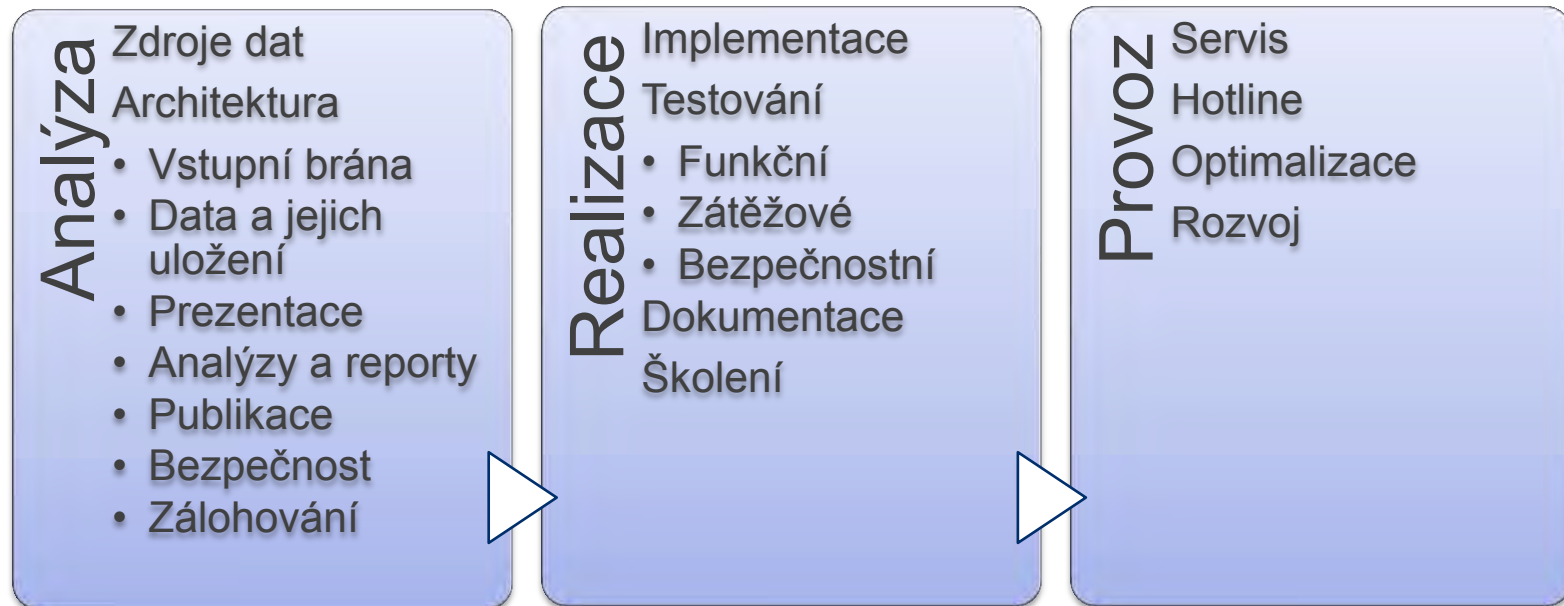 Analýza
Zdroje dat
Architektura
• Vstupní brána
• Data a jejich
uložení
• Prezentace
• Analýzy a reporty
• Publikace
• Bezpečnost
• Zálohování
Realizace
Implementace
Testování
• Funkční
• Zátěžové
• Bezpečnostní
Dokumentace
Školení
Provoz
Servis
Hotline
Optimalizace
Rozvoj